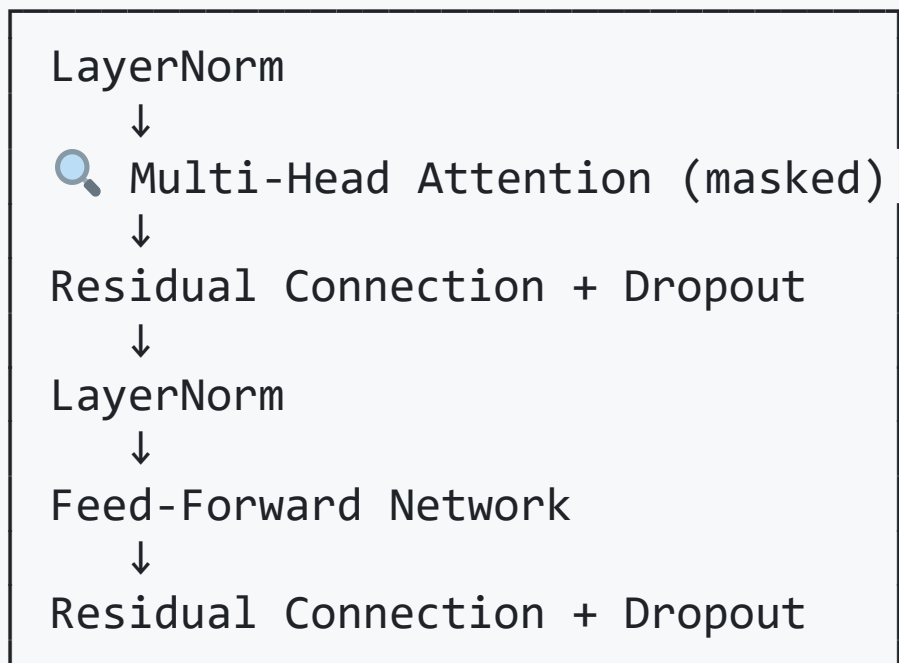 LayerNorm
↓
🔍 Multi-Head Attention (masked)
↓
Residual Connection + Dropout
↓
LayerNorm
↓
Feed-Forward Network
↓
Residual Connection + Dropout